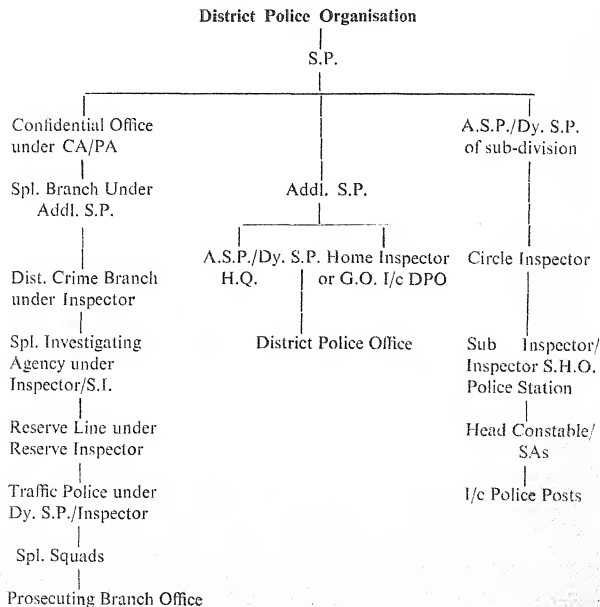 District Police Organisation
S.P.
Confidential Office
under CA/PA
Spl. Branch Under
Addl. S.P.
Dist. Crime Branch
under Inspector
Spl. Investigating
Agency under
Inspector/S.I.
Reserve Line under
Reserve Inspector
Traffic Police under
Dy. S.P./Inspector
Spl. Squads
Prosecuting Branch Office
Addl. S.P.
A.S.P./Dy. S.P.
H.Q.
Home Inspector
or G.O. I/c DPO
District Police Office
A.S.P./Dy. S.P.
of sub-division
Circle Inspector
Sub Inspector/
Inspector S.H.O.
Police Station
Head Constable/
SAs
I/c Police Posts